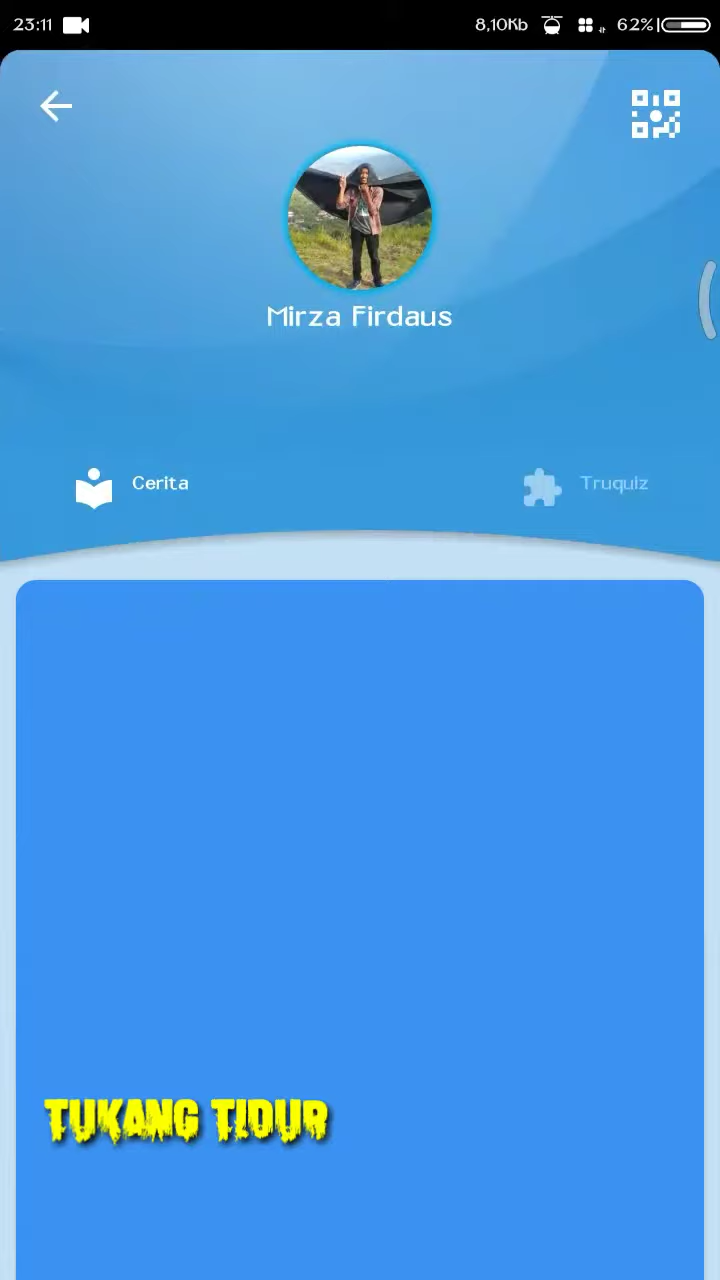 23:11
8,10Kb
62%
Mirza Firdaus
Cerita
Truquiz
TUKANG TIDUR